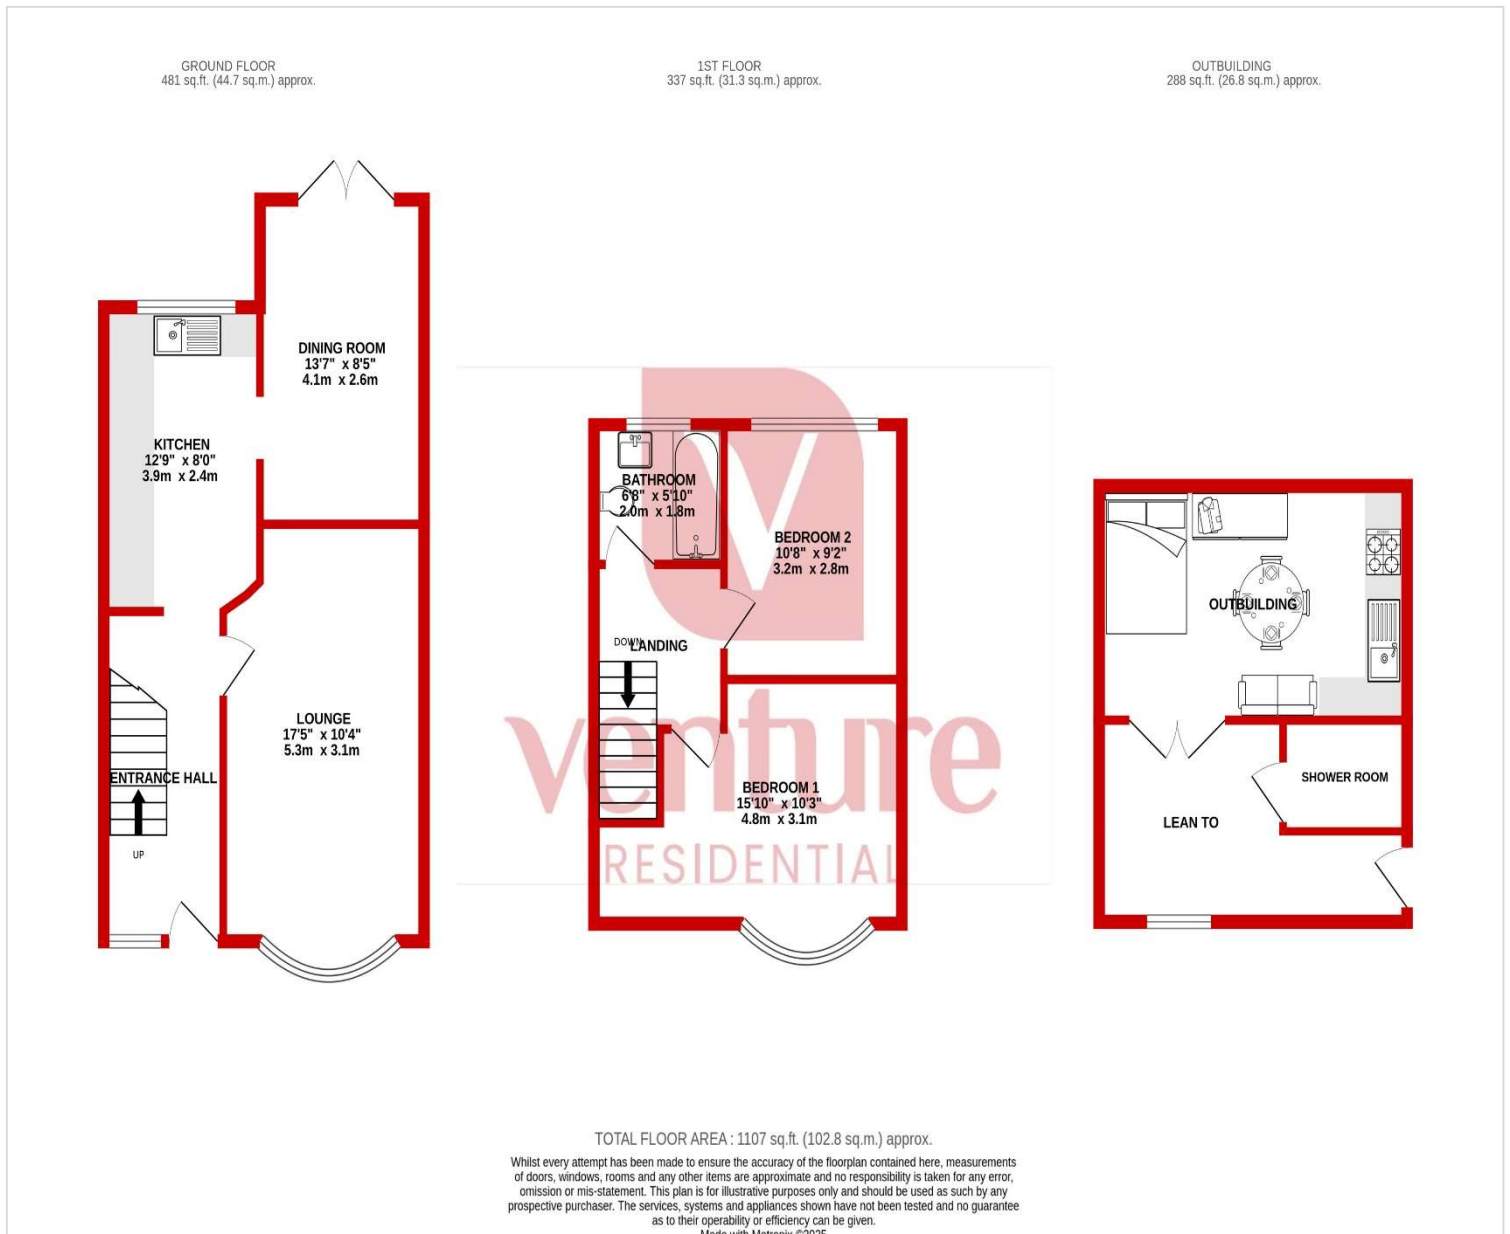 GROUND FLOOR
481 sq.ft. (44.7 sq.m.) approx.
1ST FLOOR
337 sq.ft. (31.3 sq.m.) approx.
OUTBUILDING
288 sq.ft. (26.8 sq.m.) approx.
DINING ROOM
13'7" x 8'5"
4.1m x 2.6m
KITCHEN
12'9" x 8'0"
3.9m x 2.4m
LOUNGE
17'5" x 10'4"
5.3m x 3.1m
ENTRANCE HALL
UP
BATHROOM
6'8" x 5'10"
2.0m x 1.8m
BEDROOM 2
10'8" x 9'2"
3.2m x 2.8m
DOWN
LANDING
BEDROOM 1
15'10" x 10'3"
4.8m x 3.1m
venture
RESIDENTIAL
OUTBUILDING
SHOWER ROOM
LEAN TO
TOTAL FLOOR AREA : 1107 sq.ft. (102.8 sq.m.) approx.
Whilst every attempt has been made to ensure the accuracy of the floorplan contained here, measurements
of doors, windows, rooms and any other items are approximate and no responsibility is taken for any error,
omission or mis-statement. This plan is for illustrative purposes only and should be used as such by any
prospective purchaser. The services, systems and appliances shown have not been tested and no guarantee
as to their operability or efficiency can be given.
Made with Metropix ©2025